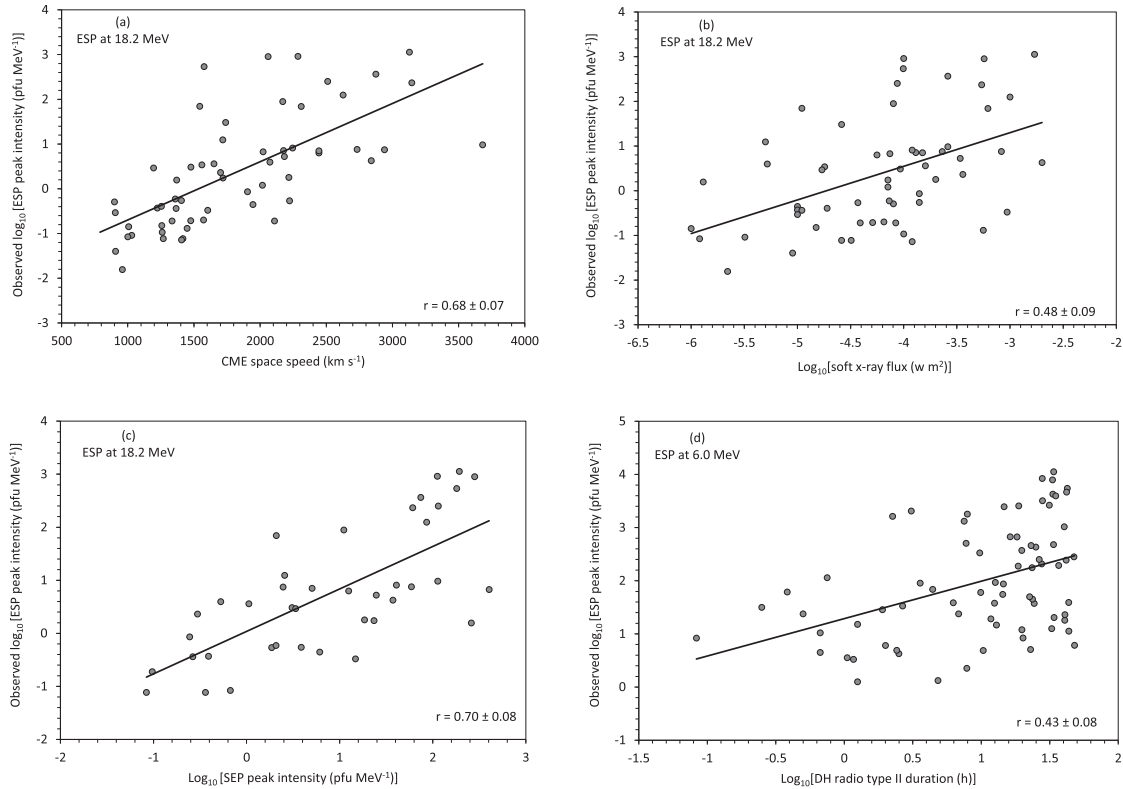 (a)
ESP at 18.2 MeV
Observed log10 [ESP peak intensity (pfu MeV-1)]
4
3
2
1
0
-1
-2
-3
500 1000 1500 2000 2500 3000 3500 4000
CME space speed (km s-1)
r = 0.68 ± 0.07
(b)
ESP at 18.2 MeV
Observed log10 [ESP peak intensity (pfu MeV-1)]
4
3
2
1
0
-1
-2
-3
-6.5 -6 -5.5 -5 -4.5 -4 -3.5 -3 -2.5 -2
Log10[soft x-ray flux (w m2)]
r = 0.48 ± 0.09
(c)
ESP at 18.2 MeV
Observed log10 [ESP peak intensity (pfu MeV-1)]
4
3
2
1
0
-1
-2
-2 -1 0 1 2 3
Log10 [SEP peak intensity (pfu MeV-1)]
r = 0.70 ± 0.08
(d)
ESP at 6.0 MeV
Observed log10 [ESP peak intensity (pfu MeV-1)]
5
4
3
2
1
0
-1
-1.5 -1 -0.5 0 0.5 1 1.5 2
Log10[DH radio type II duration (h)]
r = 0.43 ± 0.08